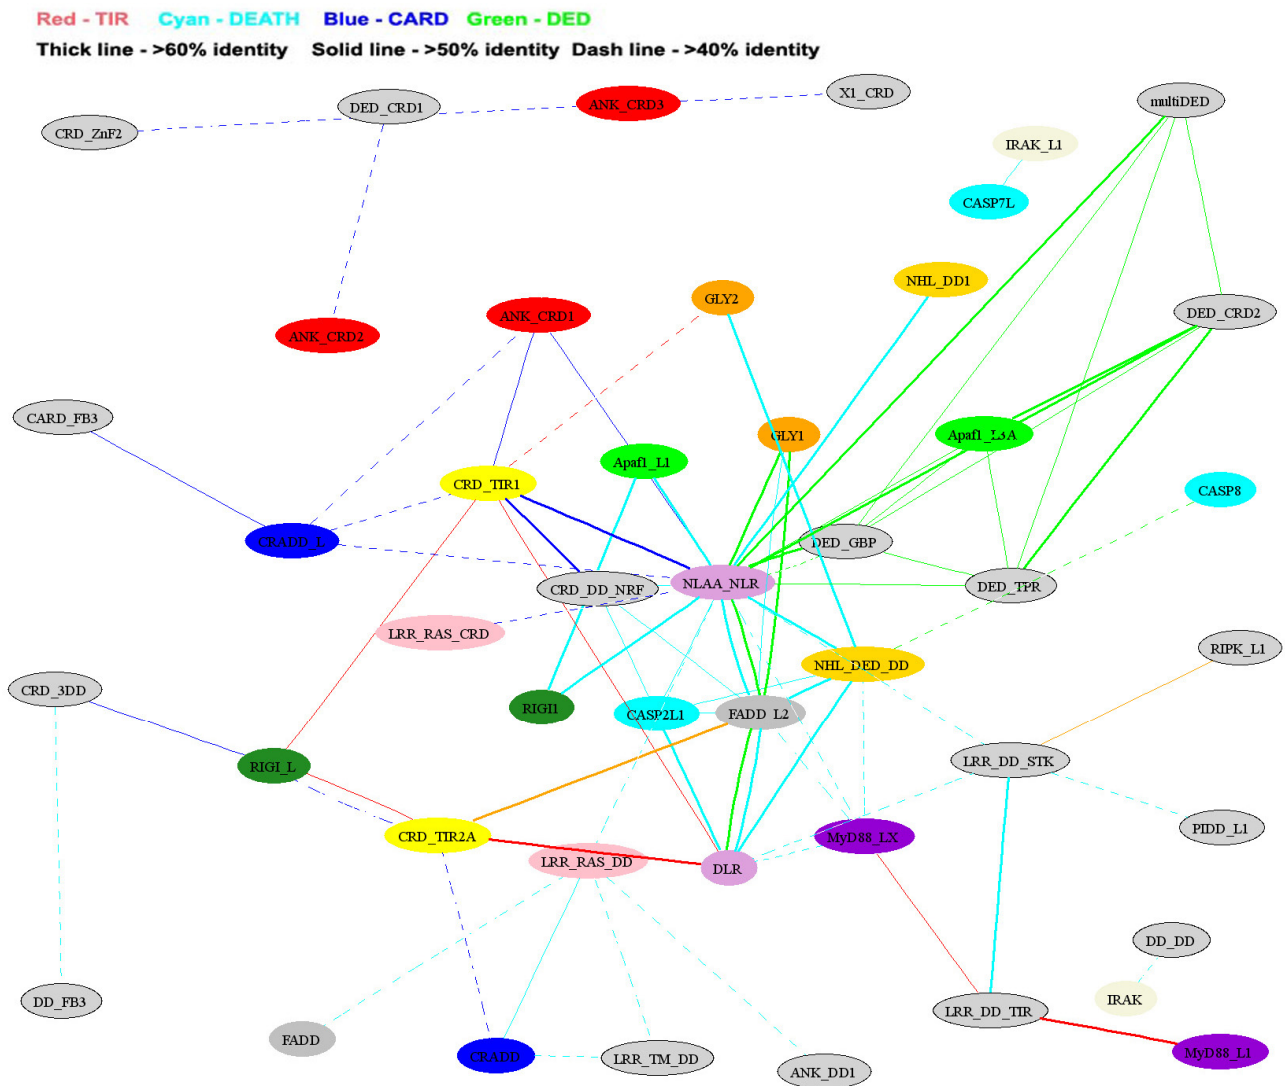 Red - TIR Cyan - DEATH Blue - CARD Green - DED
Thick line - >60% identity Solid line - >50% identity Dash line - >40% identity
X1_CRD
DED_CRD1
ANK_CRD3
multiDED
CRD_ZnF2
IRAK_L1
CASP7L
NHL_DD1
GLY2
DED_CRD2
ANK_CRD1
ANK_CRD2
CARD_FB3
GLY1
Apaf1_L3A
Apaf1_L1
CRD_TIR1
CASP8
CRADD_L
DED_GBP
NLAA_NLR
DED_TPR
CRD_DD_NRF
LRR_RAS_CRD
RIPK_L1
NHL_DED_DD
CRD_3DD
RIGI1
CASP2L1
FADD_L2
LRR_DD_STK
RIGI_L
PIDD_L1
CRD_TIR2A
MyD88_LX
LRR_RAS_DD
DLR
DD_DD
DD_FB3
IRAK
LRR_DD_TIR
FADD
CRADD
LRR_TM_DD
MyD88_L1
ANK_DD1